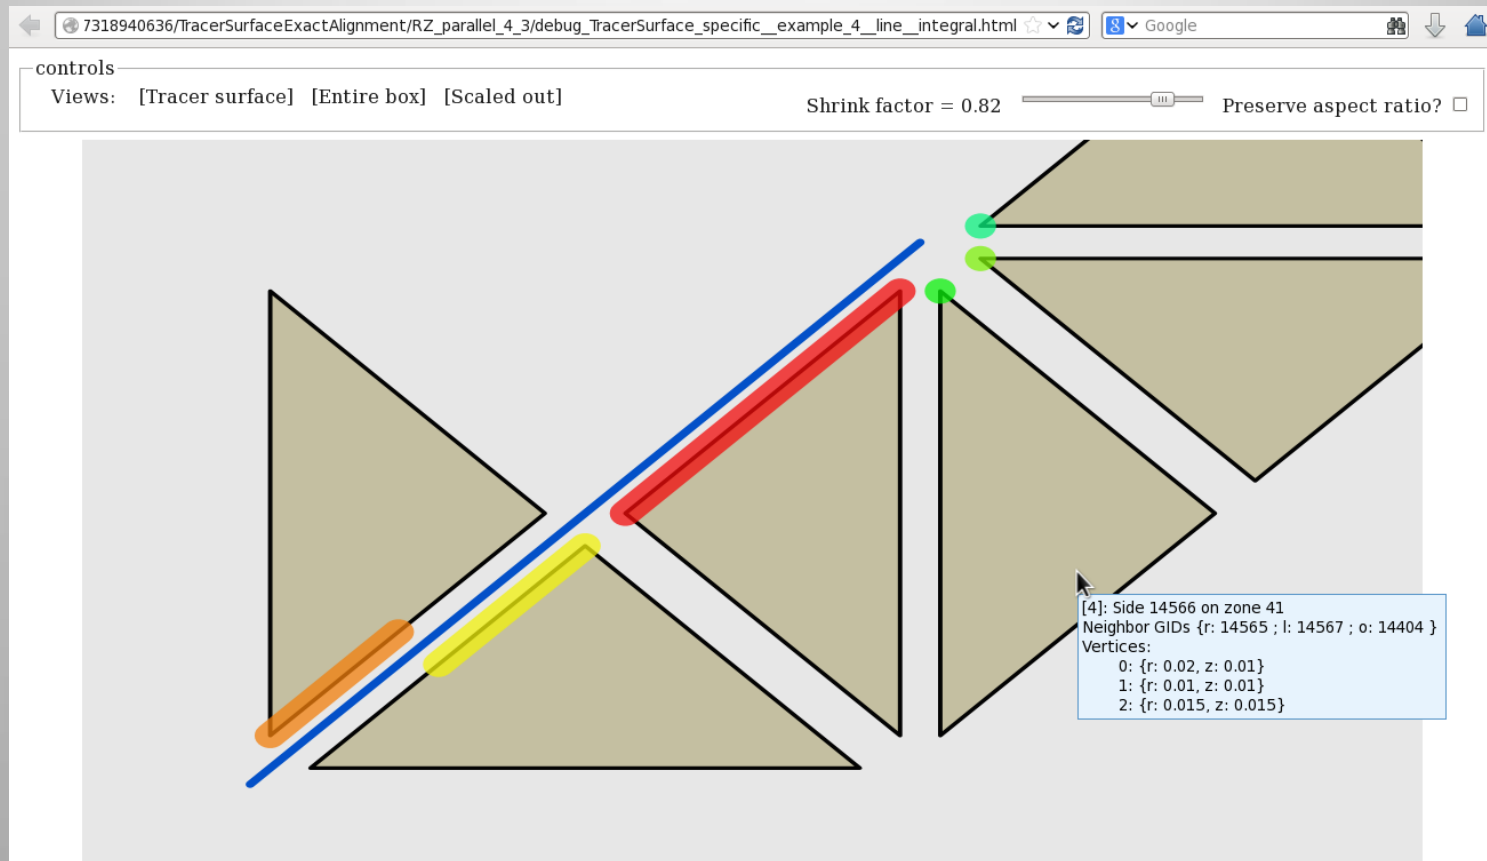 7318940636/TracerSurfaceExactAlignment/RZ_parallel_4_3/debug_TracerSurface_specific__example_4__line__integral.html
8 Google
controls
Views: [Tracer surface] [Entire box] [Scaled out]
Shrink factor = 0.82
Preserve aspect ratio?
[4]: Side 14566 on zone 41
Neighbor GIDs {r: 14565 ; l: 14567 ; o: 14404 }
Vertices:
0: {r: 0.02, z: 0.01}
1: {r: 0.01, z: 0.01}
2: {r: 0.015, z: 0.015}